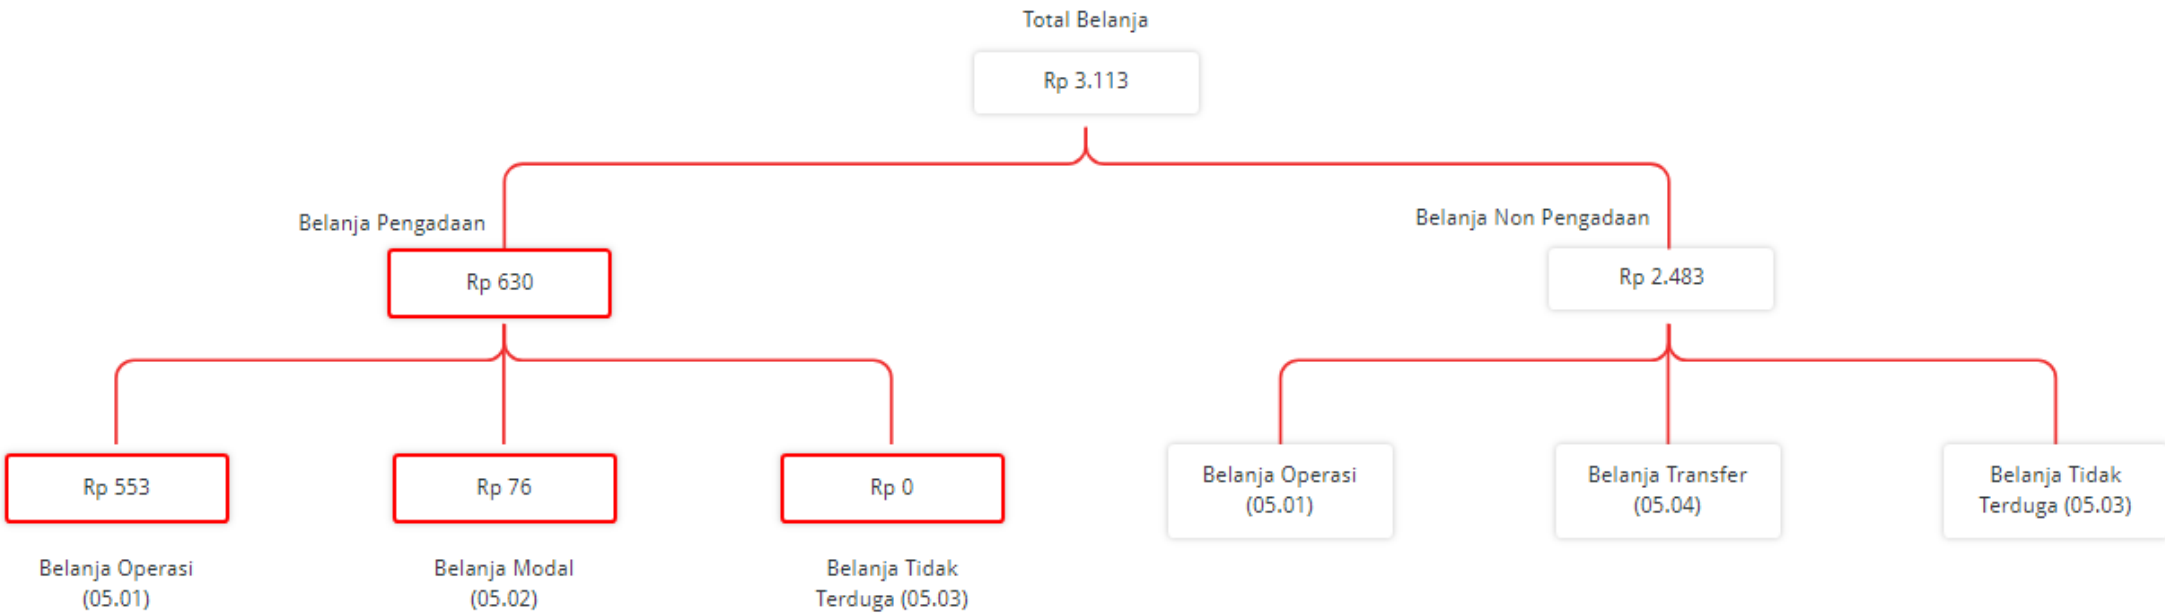 Total Belanja
Rp 3.113
Belanja Pengadaan
Rp 630
Belanja Non Pengadaan
Rp 2.483
Rp 553
Belanja Operasi
(05.01)
Rp 76
Belanja Modal
(05.02)
Rp 0
Belanja Tidak
Terduga (05.03)
Belanja Operasi
(05.01)
Belanja Transfer
(05.04)
Belanja Tidak
Terduga (05.03)